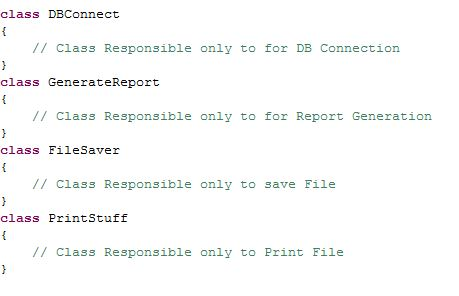 class DBConnect
{
    // Class Responsible only to for DB Connection
}
class GenerateReport
{
    // Class Responsible only to for Report Generation
}
class FileSaver
{
    // Class Responsible only to save File
}
class PrintStuff
{
    // Class Responsible only to Print File
}